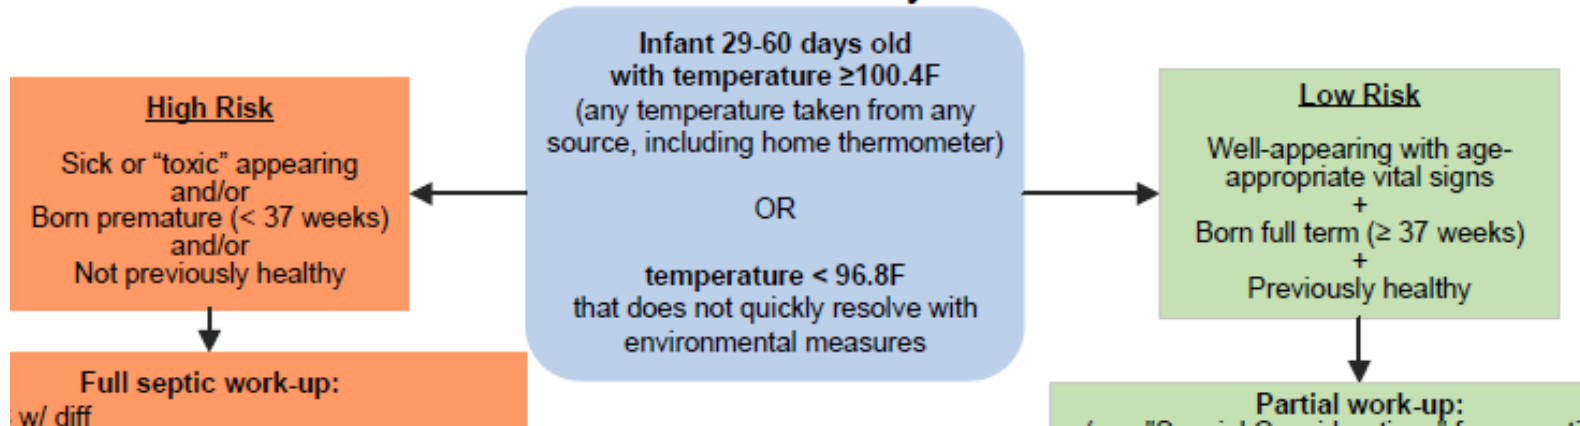 Infant 29-60 days old
with temperature ≥100.4F
(any temperature taken from any
source, including home thermometer)
OR
temperature < 96.8F
that does not quickly resolve with
environmental measures
High Risk
Sick or “toxic” appearing
and/or
Born premature (< 37 weeks)
and/or
Not previously healthy
Full septic work-up:
w/ diff
Low Risk
Well-appearing with age-
appropriate vital signs
+
Born full term (≥ 37 weeks)
+
Previously healthy
Partial work-up: